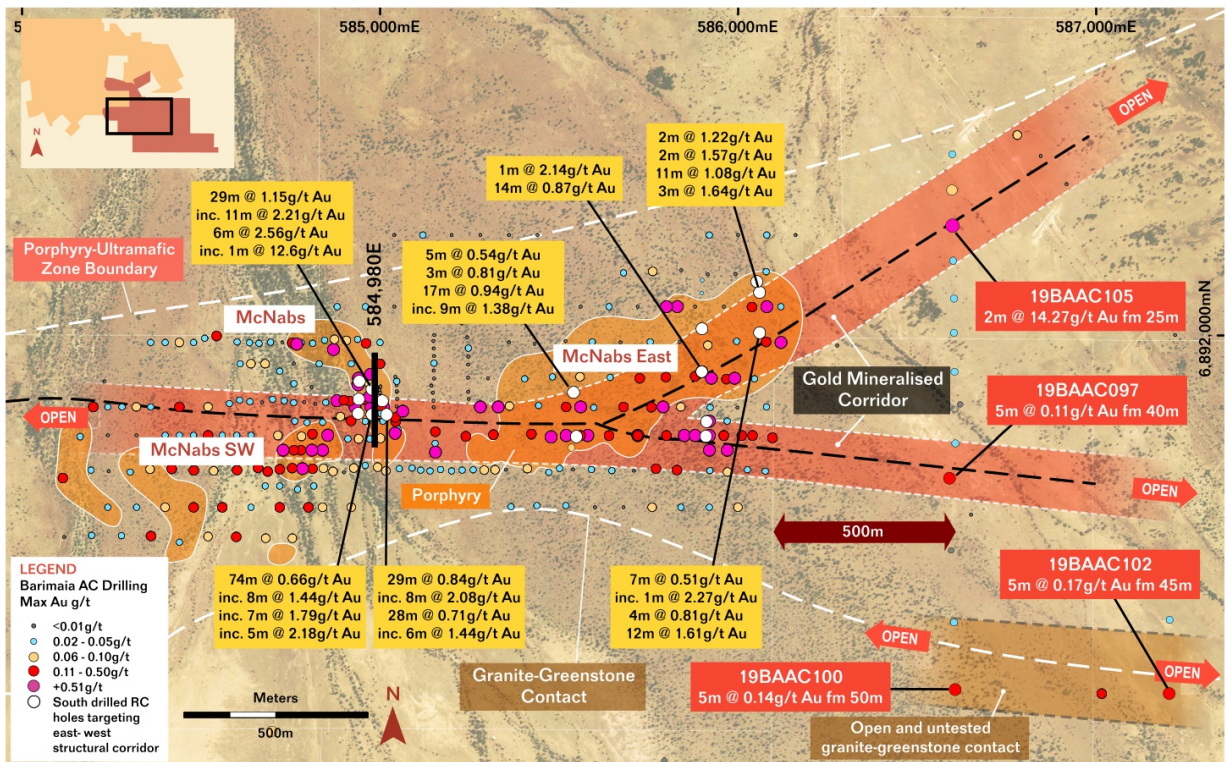 5
585,000mE
586,000mE
587,000mE
N
OPEN
2m @ 1.22g/t Au
2m @ 1.57g/t Au
11m @ 1.08g/t Au
3m @ 1.64g/t Au
1m @ 2.14g/t Au
14m @ 0.87g/t Au
29m @ 1.15g/t Au
inc. 11m @ 2.21g/t Au
6m @ 2.56g/t Au
inc. 1m @ 12.6g/t Au
Porphyry-Ultramafic
Zone Boundary
5m @ 0.54g/t Au
3m @ 0.81g/t Au
17m @ 0.94g/t Au
inc. 9m @ 1.38g/t Au
584,980E
19BAAC105
2m @ 14.27g/t Au fm 25m
6,892,000mN
McNabs
McNabs East
Gold Mineralised
Corridor
19BAAC097
5m @ 0.11g/t Au fm 40m
OPEN
McNabs SW
Porphyry
OPEN
500m
LEGEND
Barimaia AC Drilling
Max Au g/t
<0.01g/t
0.02 - 0.05g/t
0.06 - 0.10g/t
0.11 - 0.50g/t
+0.51g/t
South drilled RC
holes targeting
east- west
structural corridor
74m @ 0.66g/t Au
inc. 8m @ 1.44g/t Au
inc. 7m @ 1.79g/t Au
inc. 5m @ 2.18g/t Au
29m @ 0.84g/t Au
inc. 8m @ 2.08g/t Au
28m @ 0.71g/t Au
inc. 6m @ 1.44g/t Au
7m @ 0.51g/t Au
inc. 1m @ 2.27g/t Au
4m @ 0.81g/t Au
12m @ 1.61g/t Au
19BAAC102
5m @ 0.17g/t Au fm 45m
OPEN
OPEN
Granite-Greenstone
Contact
19BAAC100
5m @ 0.14g/t Au fm 50m
Meters
500m
N
Open and untested
granite-greenstone contact